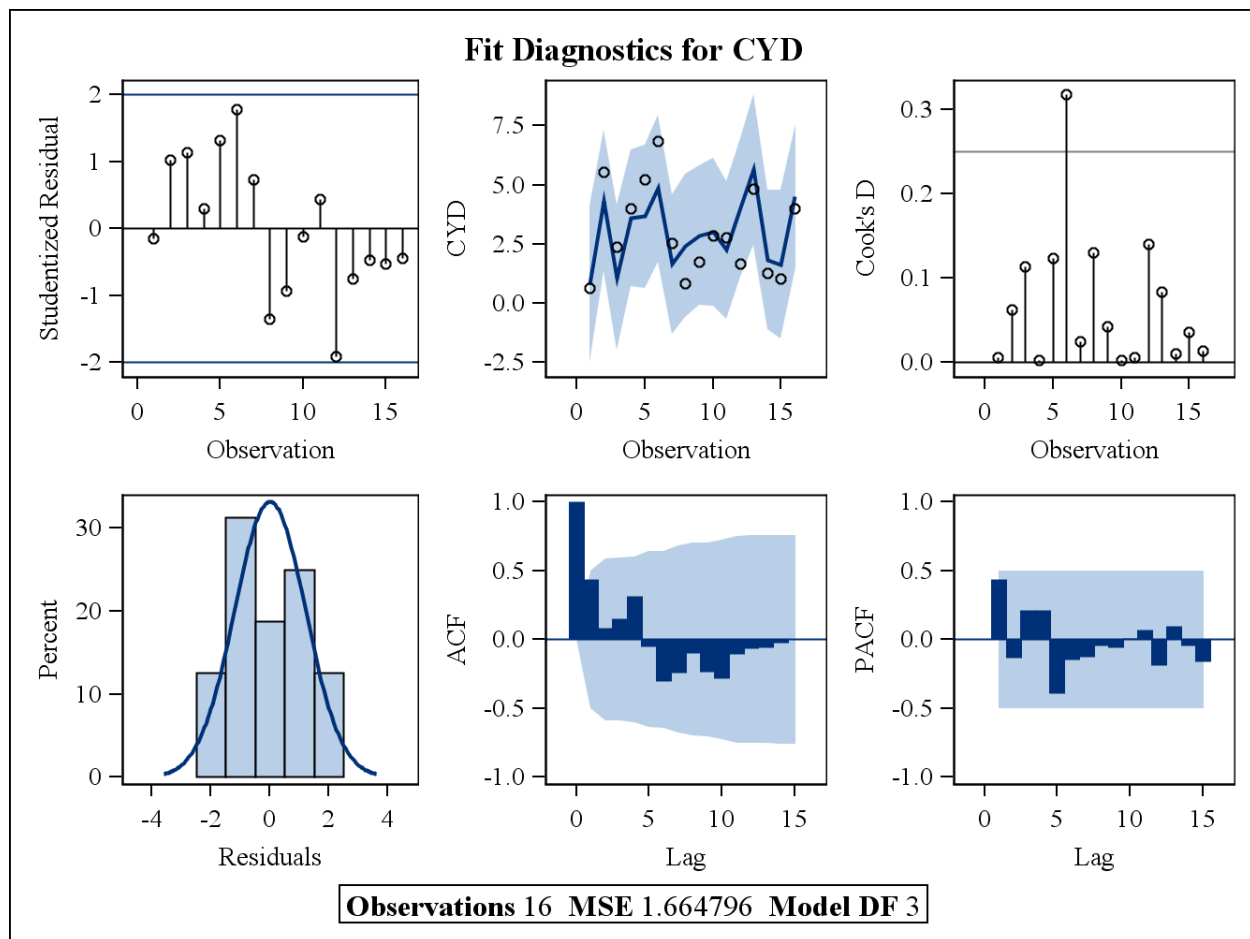 Fit Diagnostics for CYD
Studentized Residual
2
1
0
-1
-2
0 5 10 15
Observation
CYD
7.5
5.0
2.5
0.0
-2.5
0 5 10 15
Observation
Cook's D
0.3
0.2
0.1
0.0
0 5 10 15
Observation
Percent
30
20
10
0
-4 -2 0 2 4
Residuals
ACF
1.0
0.5
0.0
-0.5
-1.0
0 5 10 15
Lag
PACF
1.0
0.5
0.0
-0.5
-1.0
0 5 10 15
Lag
Observations 16 MSE 1.664796 Model DF 3